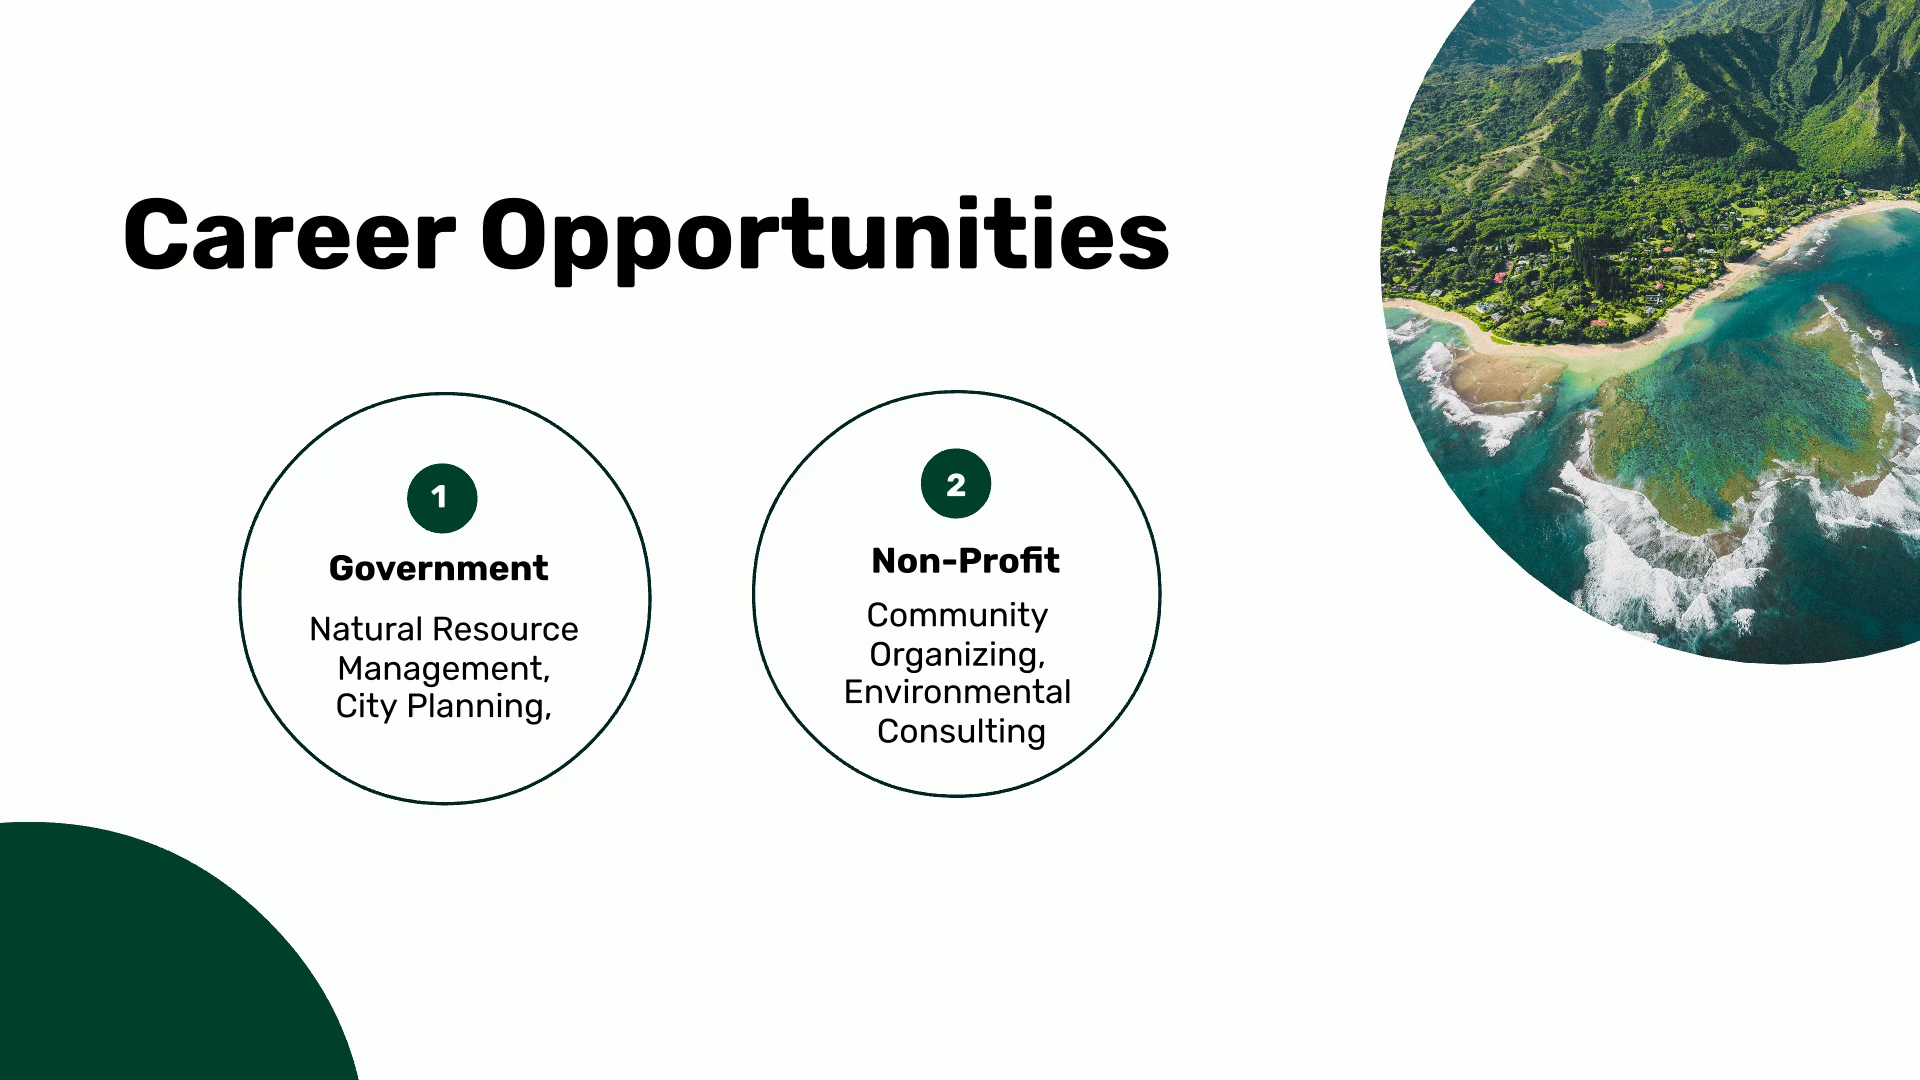 Career Opportunities
1
Government
Natural Resource
Management,
City Planning,
2
Non-Profit
Community
Organizing,
Environmental
Consulting